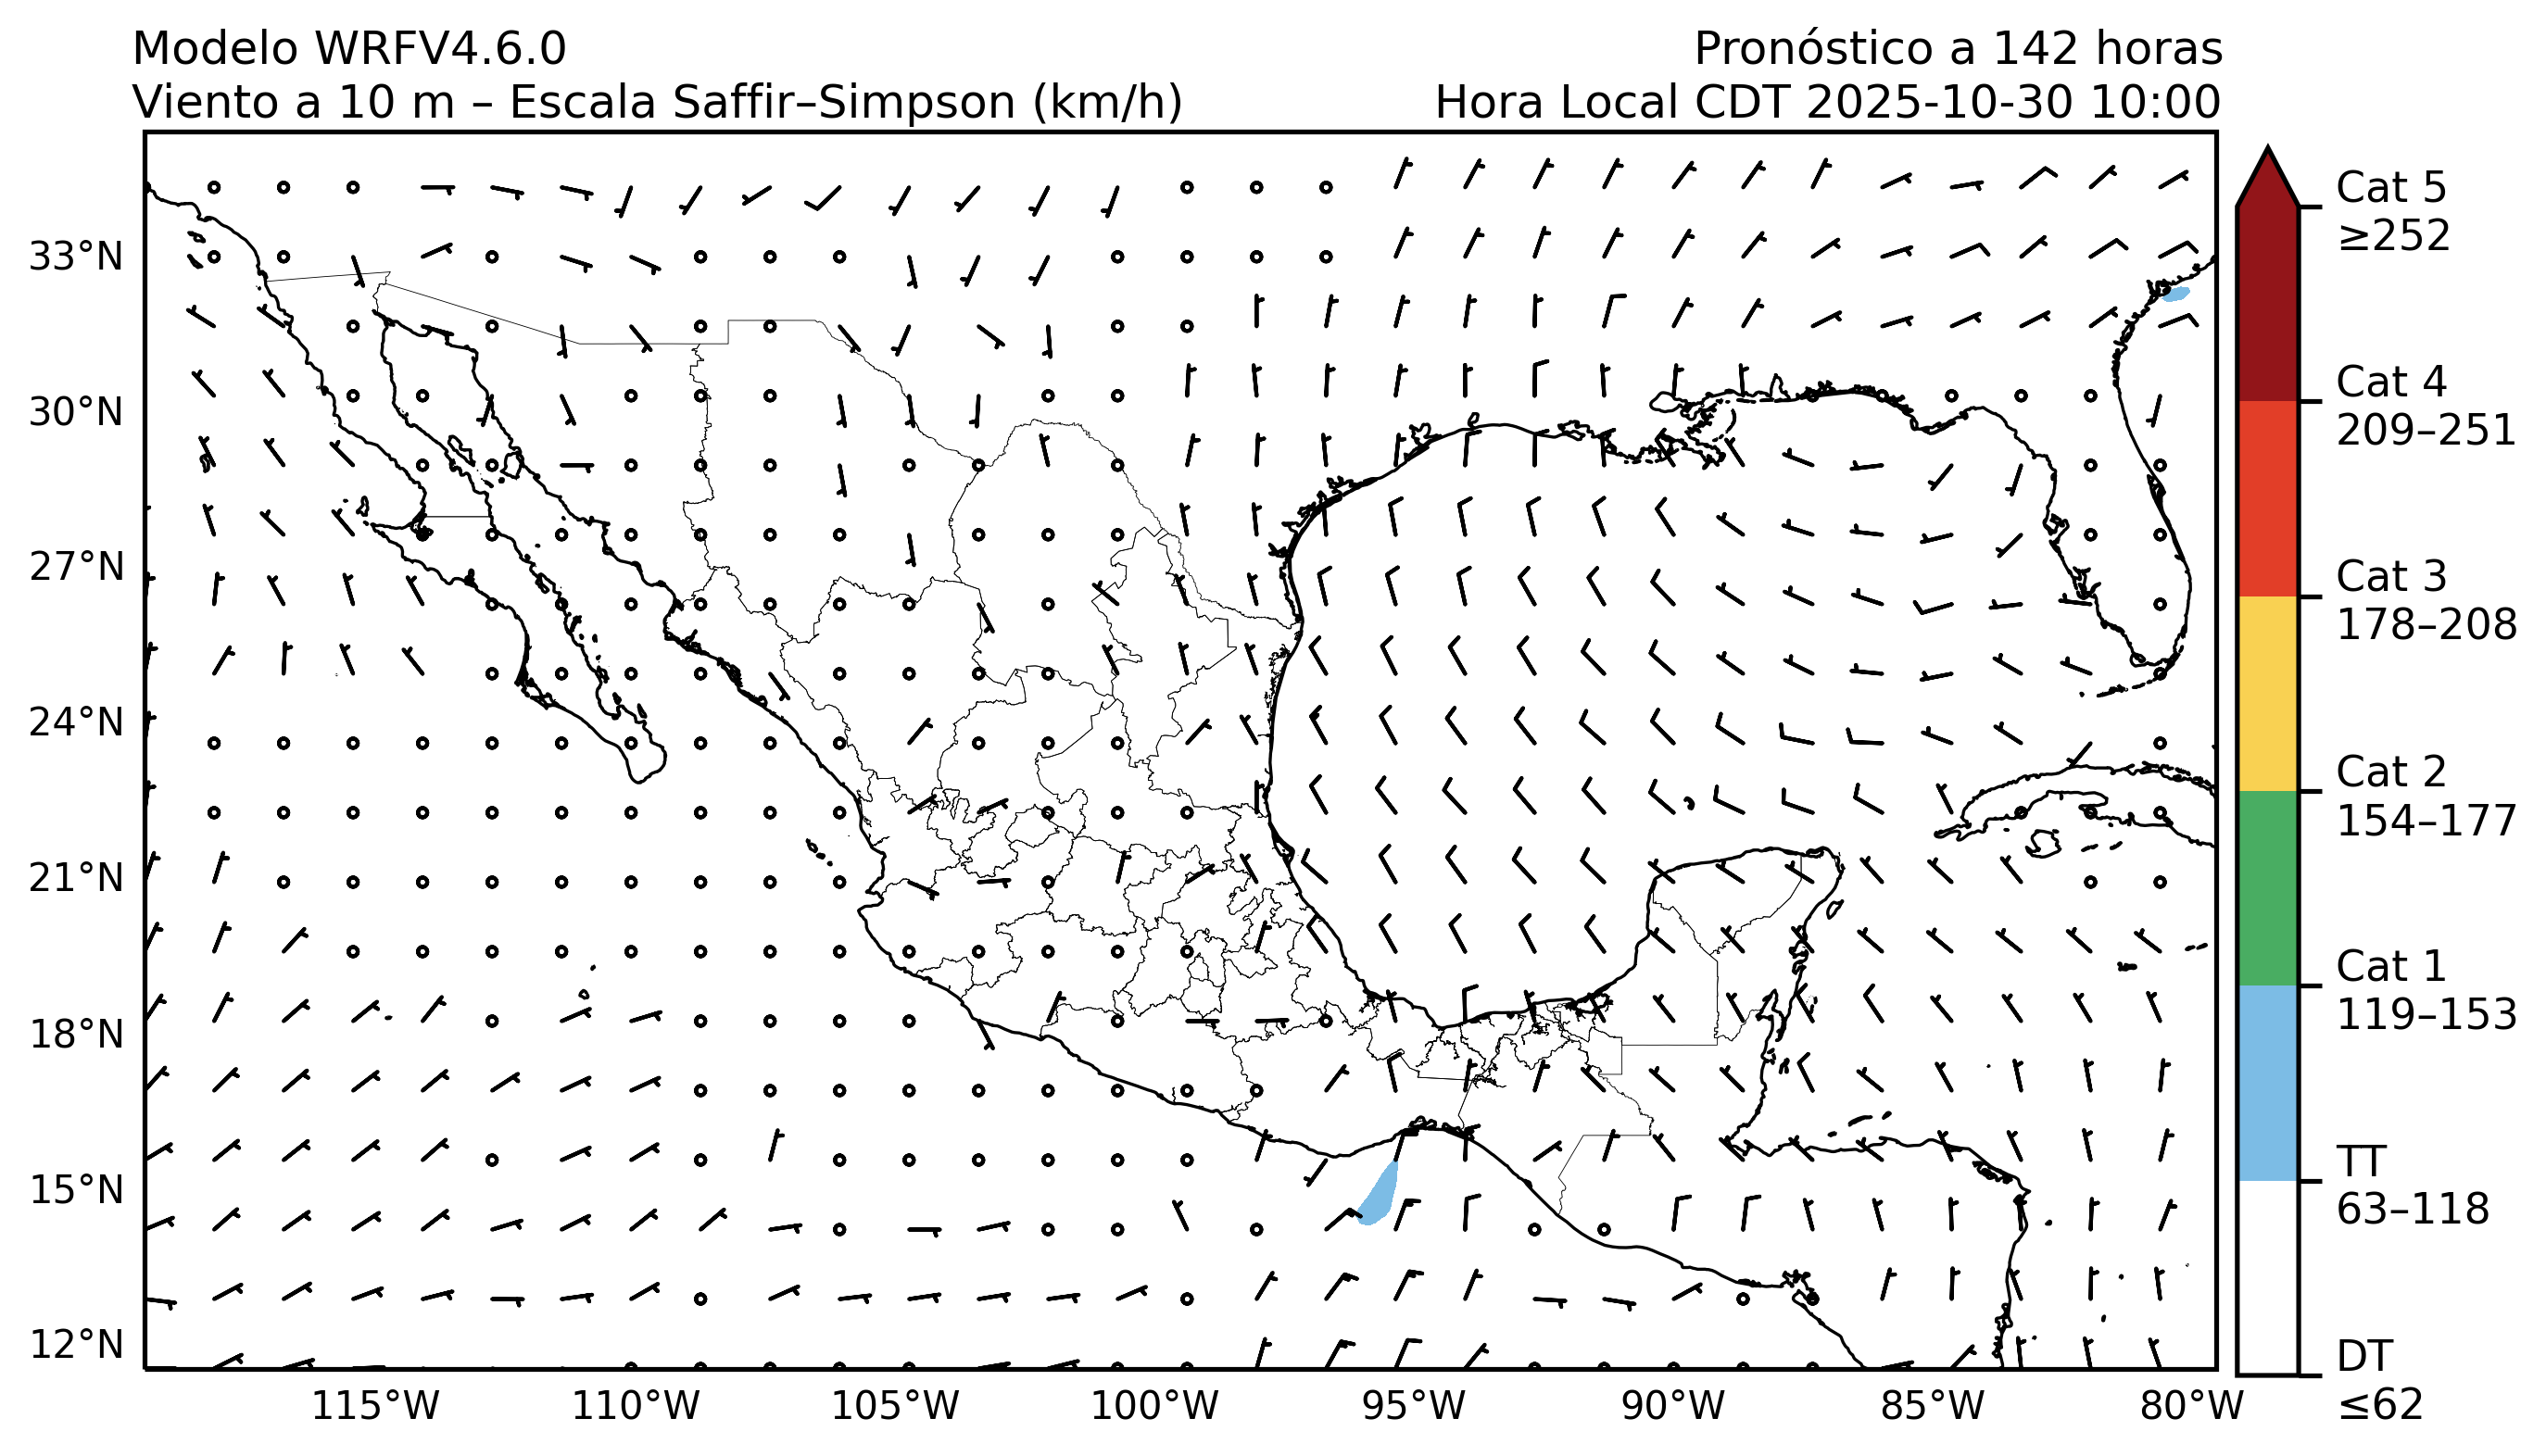 Modelo WRFV4.6.0
Pronóstico a 142 horas
Viento a 10 m – Escala Saffir–Simpson (km/h)
Hora Local CDT 2025-10-30 10:00
33°N
30°N
27°N
24°N
21°N
18°N
15°N
12°N
115°W
110°W
105°W
100°W
95°W
90°W
85°W
80°W
Cat 5
≥252
Cat 4
209–251
Cat 3
178–208
Cat 2
154–177
Cat 1
119–153
TT
63–118
DT
≤62